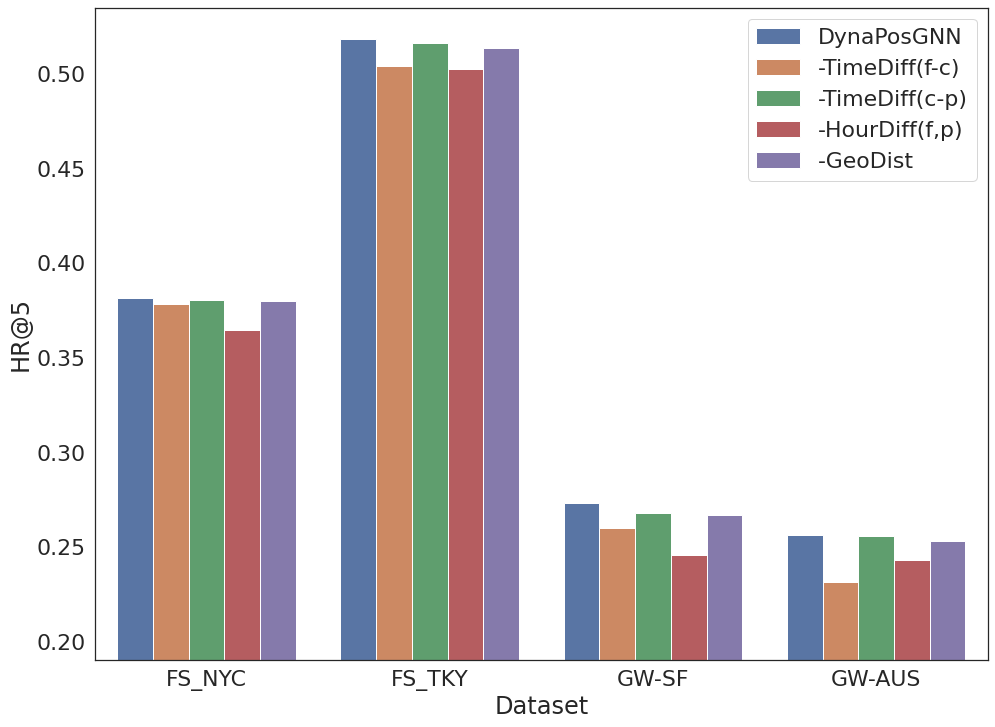 DynaPosGNN
-TimeDiff(f-c)
-TimeDiff(c-p)
-HourDiff(f,p)
-GeoDist
HR@5
0.50
0.45
0.40
0.35
0.30
0.25
0.20
FS_NYC
FS_TKY
GW-SF
GW-AUS
Dataset